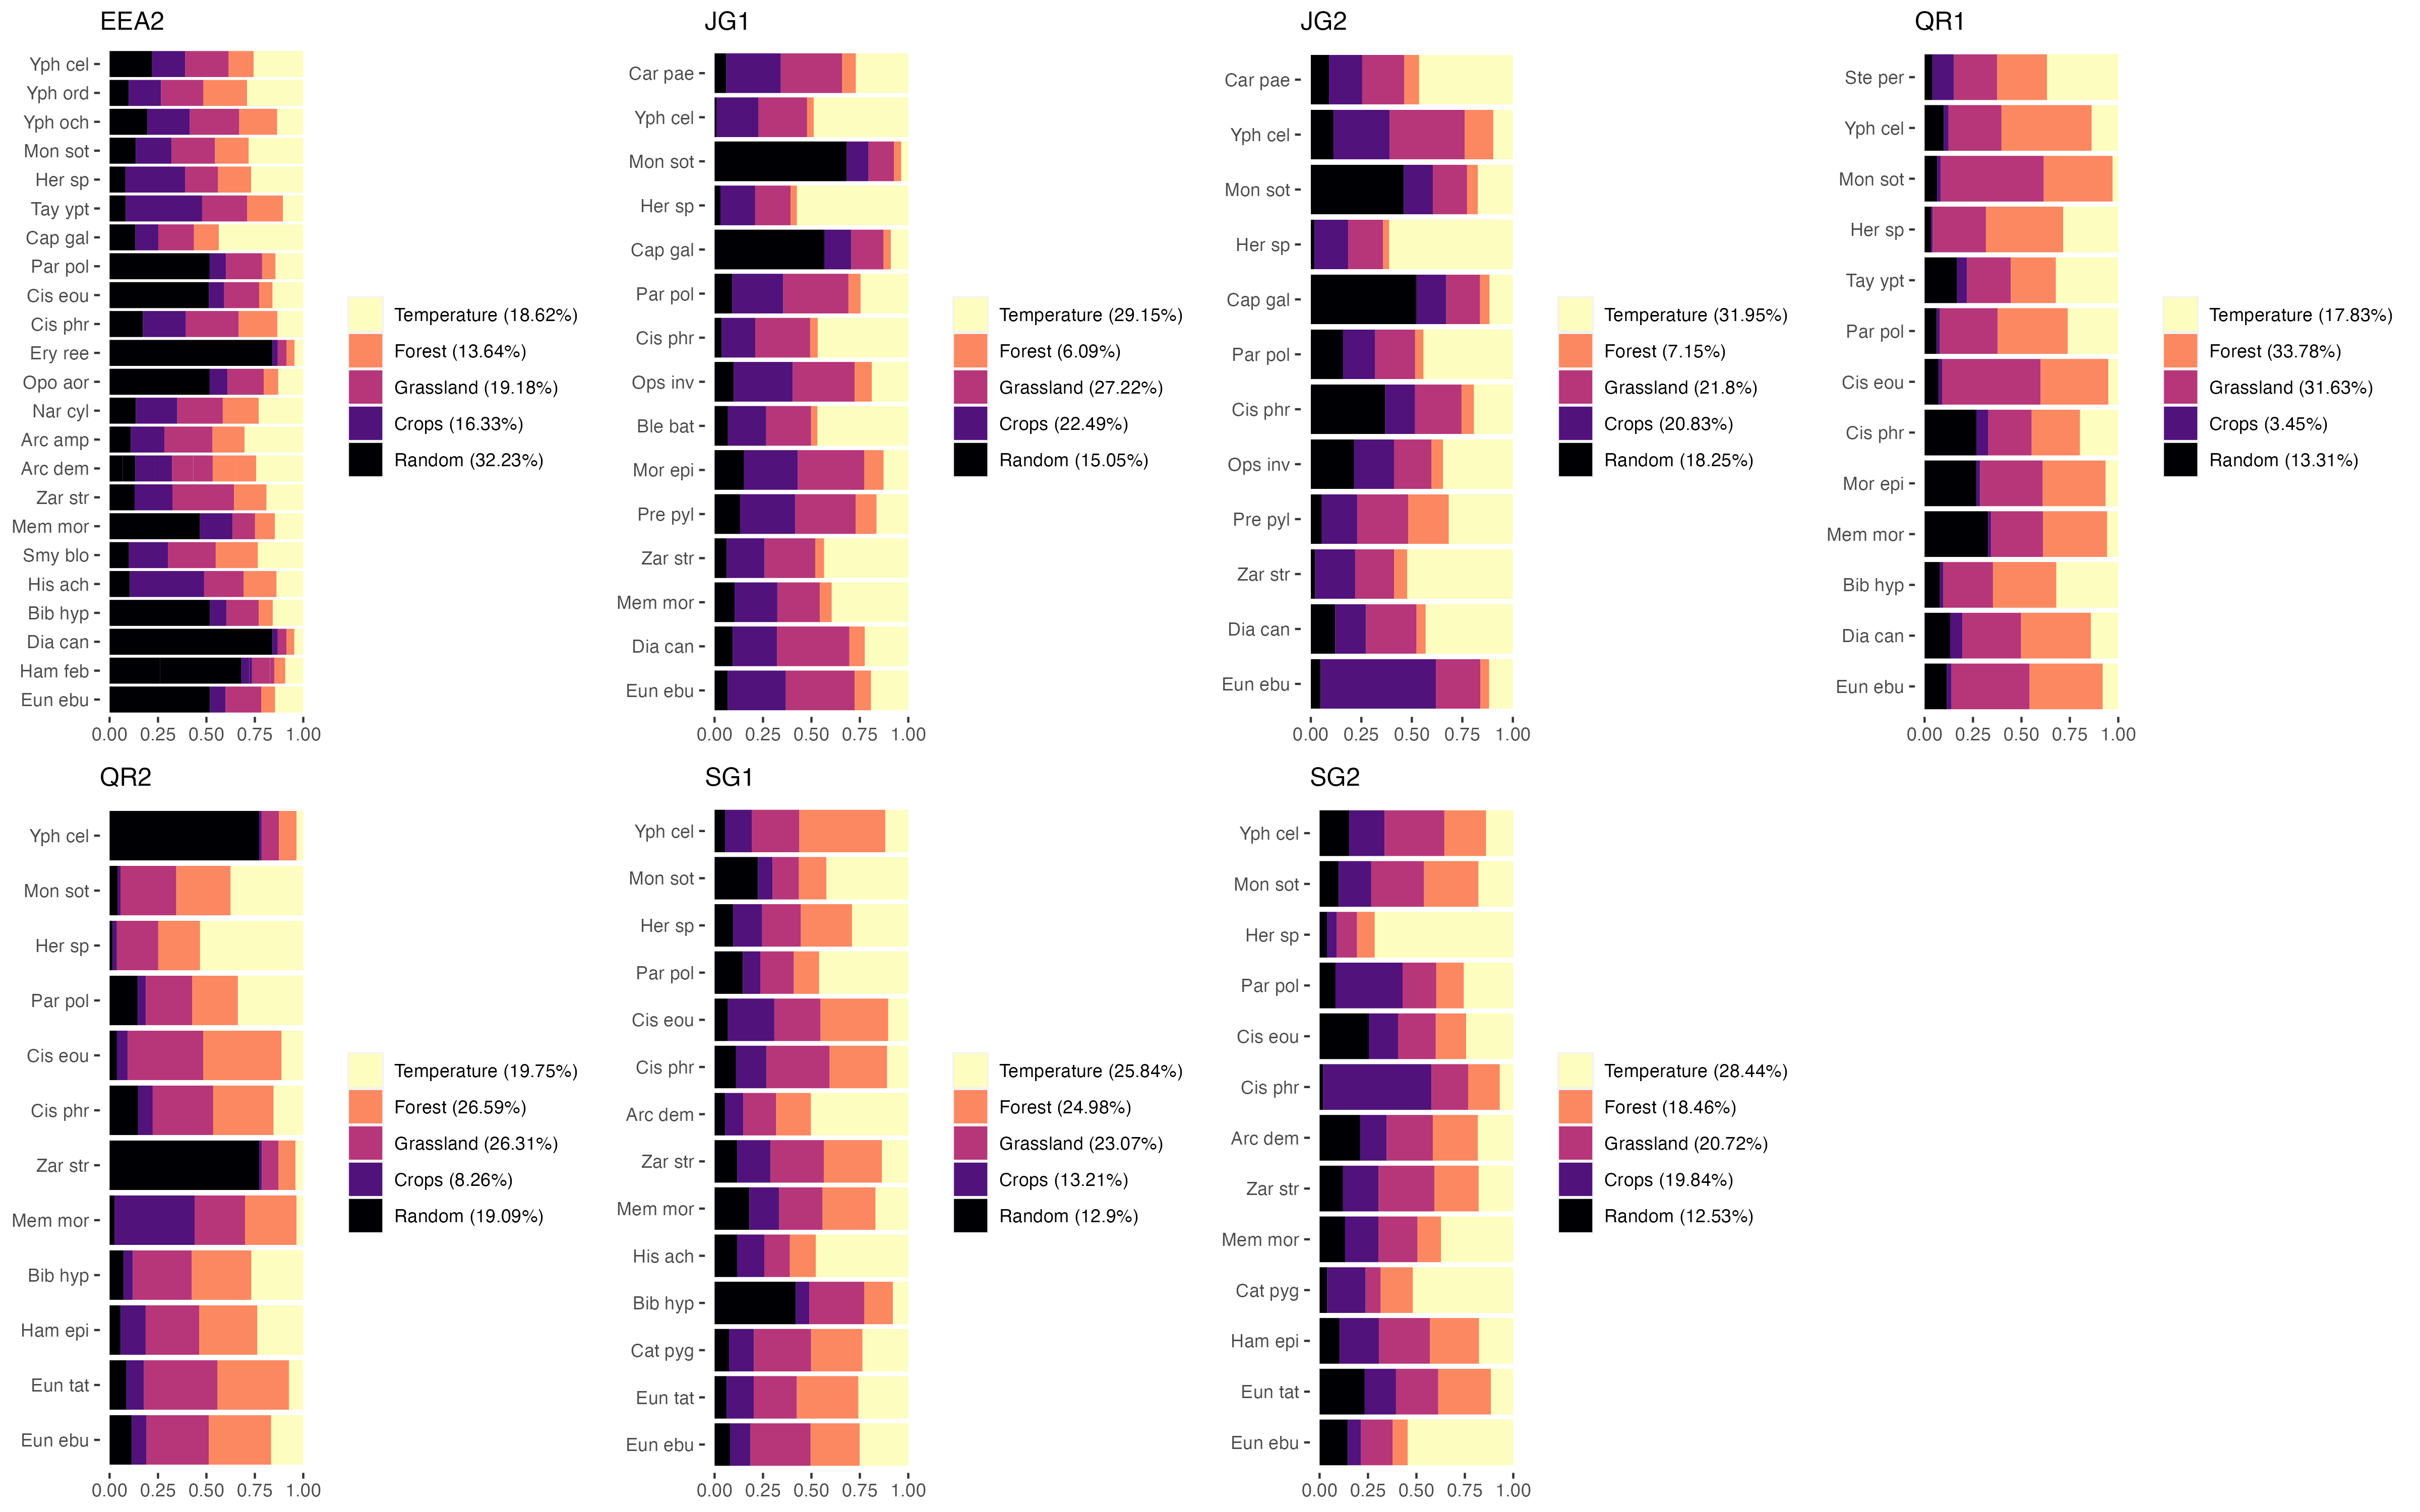 EEA2
Yph cel
Yph ord
Yph och
Mon sot
Her sp
Tay ypt
Cap gal
Par pol
Cis eou
Cis phr
Ery ree
Opo aor
Nar cyl
Arc amp
Arc dem
Zar str
Mem mor
Smy blo
His ach
Bib hyp
Dia can
Ham feb
Eun ebu
0.00 0.25 0.50 0.75 1.00
Temperature (18.62%)
Forest (13.64%)
Grassland (19.18%)
Crops (16.33%)
Random (32.23%)
JG1
Car pae
Yph cel
Mon sot
Her sp
Cap gal
Par pol
Cis phr
Ops inv
Ble bat
Mor epi
Pre pyl
Zar str
Mem mor
Dia can
Eun ebu
0.00 0.25 0.50 0.75 1.00
Temperature (29.15%)
Forest (6.09%)
Grassland (27.22%)
Crops (22.49%)
Random (15.05%)
JG2
Car pae
Yph cel
Mon sot
Her sp
Cap gal
Par pol
Cis phr
Ops inv
Pre pyl
Zar str
Dia can
Eun ebu
0.00 0.25 0.50 0.75 1.00
Temperature (31.95%)
Forest (7.15%)
Grassland (21.8%)
Crops (20.83%)
Random (18.25%)
QR1
Ste per
Yph cel
Mon sot
Her sp
Tay ypt
Par pol
Cis eou
Cis phr
Mor epi
Mem mor
Bib hyp
Dia can
Eun ebu
0.00 0.25 0.50 0.75 1.00
Temperature (17.83%)
Forest (33.78%)
Grassland (31.63%)
Crops (3.45%)
Random (13.31%)
QR2
Yph cel
Mon sot
Her sp
Par pol
Cis eou
Cis phr
Zar str
Mem mor
Bib hyp
Ham epi
Eun tat
Eun ebu
0.00 0.25 0.50 0.75 1.00
Temperature (19.75%)
Forest (26.59%)
Grassland (26.31%)
Crops (8.26%)
Random (19.09%)
SG1
Yph cel
Mon sot
Her sp
Par pol
Cis eou
Cis phr
Arc dem
Zar str
Mem mor
His ach
Bib hyp
Cat pyg
Eun tat
Eun ebu
0.00 0.25 0.50 0.75 1.00
Temperature (25.84%)
Forest (24.98%)
Grassland (23.07%)
Crops (13.21%)
Random (12.9%)
SG2
Yph cel
Mon sot
Her sp
Par pol
Cis eou
Cis phr
Arc dem
Zar str
Mem mor
Cat pyg
Ham epi
Eun tat
Eun ebu
0.00 0.25 0.50 0.75 1.00
Temperature (28.44%)
Forest (18.46%)
Grassland (20.72%)
Crops (19.84%)
Random (12.53%)